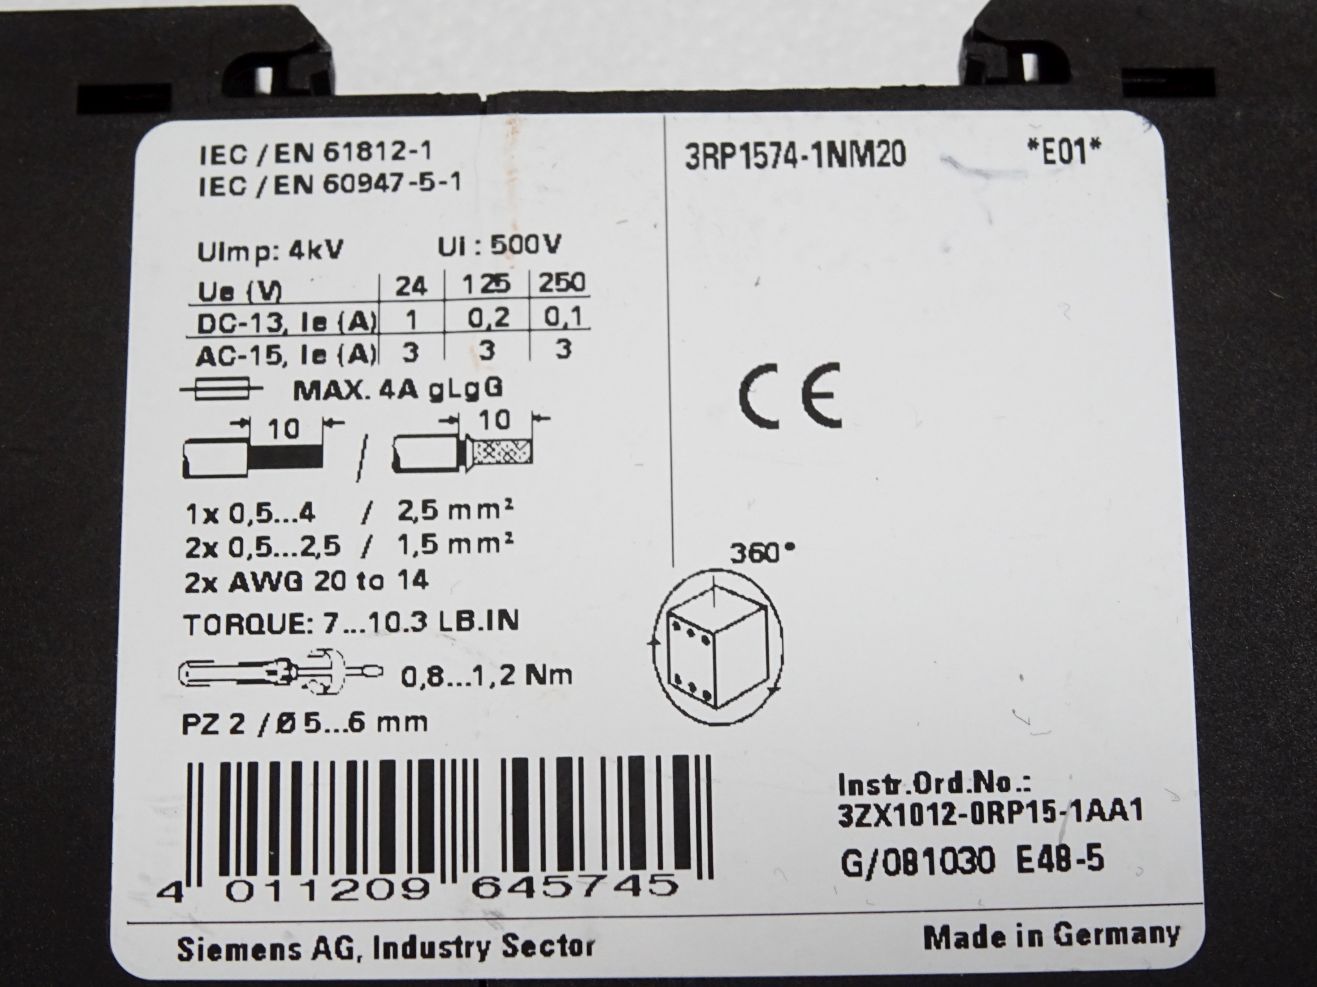 IEC / EN 61812-1
IEC / EN 60947-5-1
UImp: 4kV Ui : 500V
Ue (V) 24 125 250
DC-13, Ie (A) 1 0,2 0,1
AC-15, Ie (A) 3 3 3
MAX. 4A gLgG
10 / 10
1x 0,5...4 / 2,5 mm²
2x 0,5...2,5 / 1,5 mm²
2x AWG 20 to 14
TORQUE: 7...10.3 LB.IN
0,8...1,2 Nm
PZ 2 / Ø 5...6 mm
4 011209 645745
3RP1574-1NM20 *E01*
CE
360°
Instr.Ord.No.:
3ZX1012-0RP15-1AA1
G/081030 E48-5
Siemens AG, Industry Sector
Made in Germany